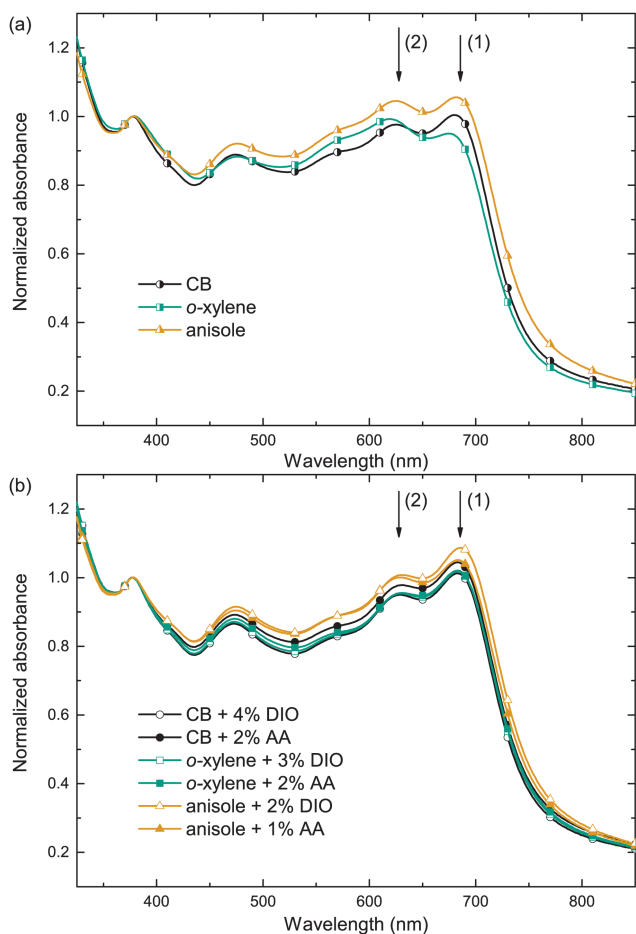 (a)
(2)
(1)
1.2
1.0
0.8
0.6
0.4
0.2
Normalized absorbance
CB
o-xylene
anisole
400
500
600
700
800
Wavelength (nm)
(b)
(2)
(1)
1.2
1.0
0.8
0.6
0.4
0.2
Normalized absorbance
CB + 4% DIO
CB + 2% AA
o-xylene + 3% DIO
o-xylene + 2% AA
anisole + 2% DIO
anisole + 1% AA
400
500
600
700
800
Wavelength (nm)